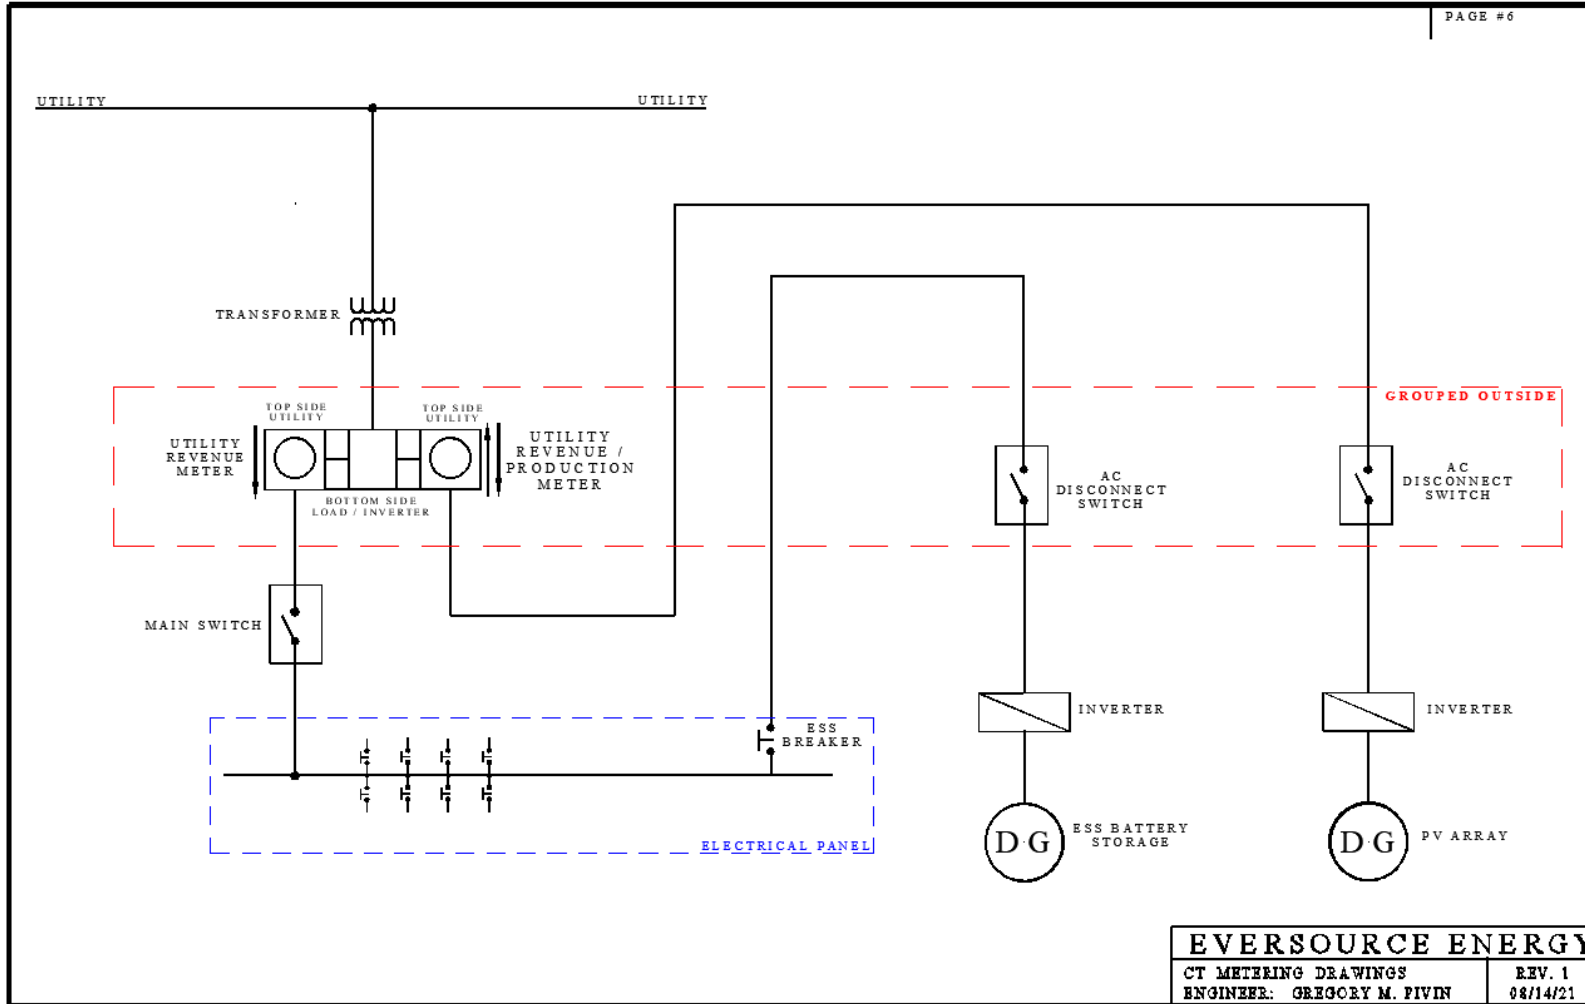 PAGE #6
UTILITY
UTILITY
TRANSFORMER
GROUPED OUTSIDE
TOP SIDE
UTILITY
TOP SIDE
UTILITY
UTILITY
REVENUE
METER
UTILITY
REVENUE /
PRODUCTION
METER
BOTTOM SIDE
LOAD / INVERTER
AC
DISCONNECT
SWITCH
AC
DISCONNECT
SWITCH
MAIN SWITCH
INVERTER
INVERTER
ESS
BREAKER
ELECTRICAL PANEL
D·G
ESS BATTERY
STORAGE
D·G
PV ARRAY
EVERSOURCE ENERGY
CT METERING DRAWINGS
ENGINEER: GREGORY M. PIVIN
REV. 1
08/14/21